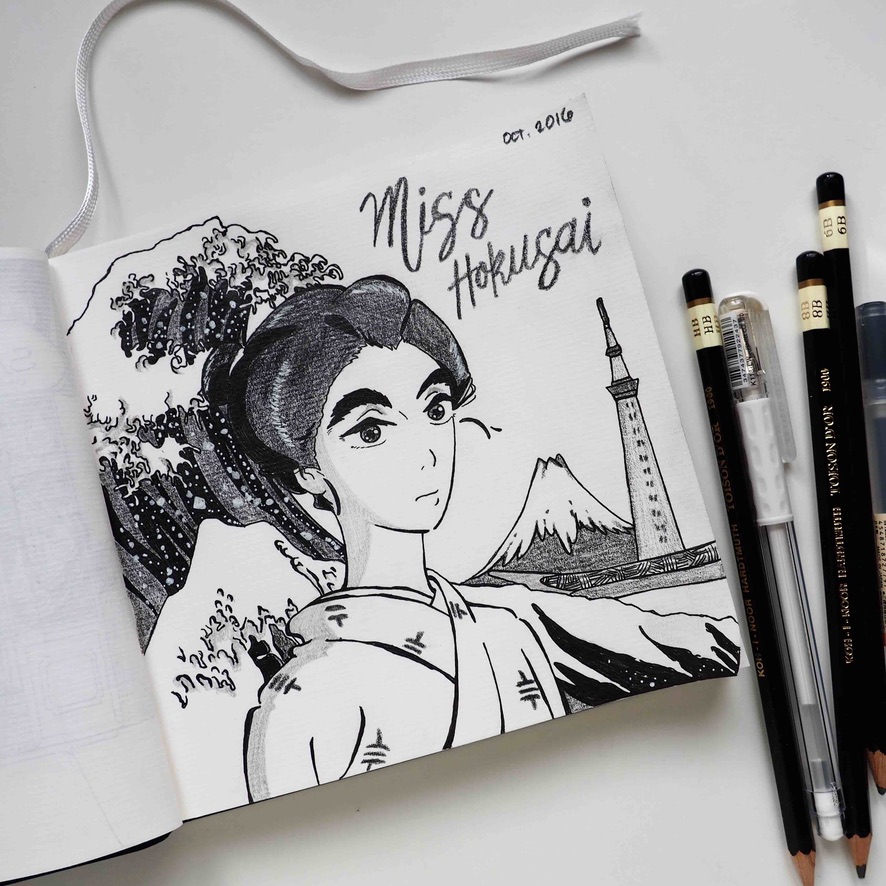 Oct. 2016
Miss
Hokusai
HB
HB
KOH-I-NOOR HARDTMUTH TOISON D'OR 1900
8B
8B
KOH-I-NOOR HARDTMUTH TOISON D'OR 1900
6B
6B